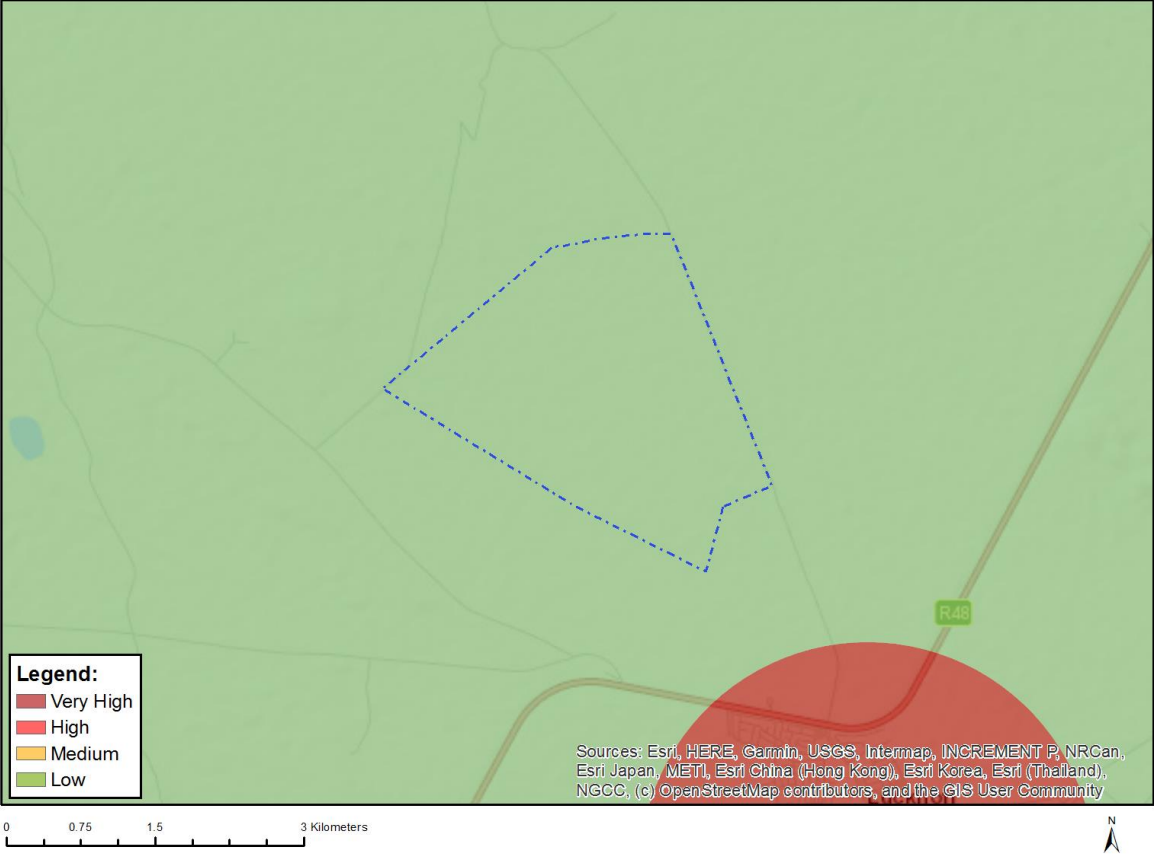 R48
Legend:
Very High
High
Medium
Low
Sources: Esri, HERE, Garmin, USGS, Intermap, INCREMENT P, NRCan,
Esri Japan, METI, Esri China (Hong Kong), Esri Korea, Esri (Thailand),
NGCC, (c) OpenStreetMap contributors, and the GIS User Community
0 0.75 1.5 3 Kilometers
N